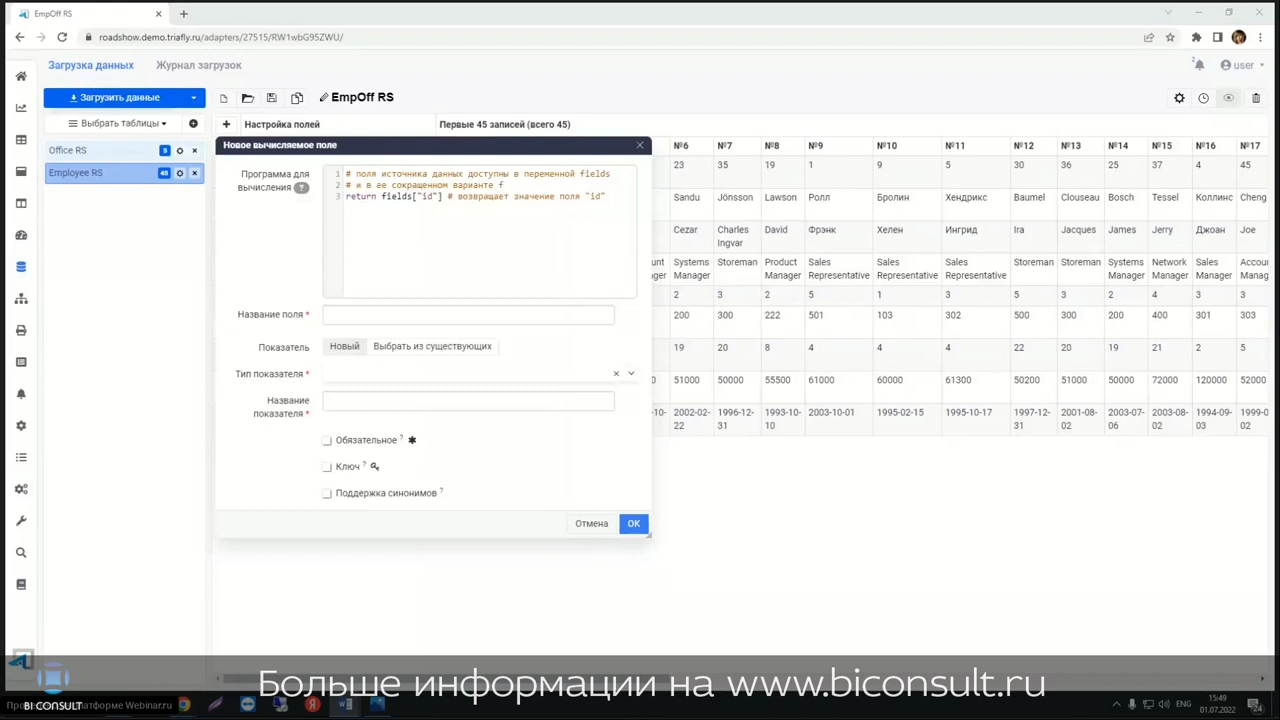 EmpOff RS
roadshow.demo.triafly.ru/adapters/27515/RW1wbG95ZWU/
Загрузка данных Журнал загрузок
2 user
Загрузить данные EmpOff RS
Выбрать таблицы Настройка полей Первые 45 записей (всего 45)
Office RS 5
Employee RS 45
Новое вычисляемое поле
Программа для вычисления ?
1 # поля источника данных доступны в переменной fields
2 # и в ее сокращенном варианте f
3 return fields["id"] # возвращает значение поля "id"
Название поля *
Показатель Новый Выбрать из существующих
Тип показателя *
Название показателя *
Обязательное ?
Ключ ?
Поддержка синонимов ?
Отмена OK
№6 №7 №8 №9 №10 №11 №12 №13 №14 №15 №16 №17
23 35 19 1 9 5 30 36 25 37 4 45
Sandu Jönsson Lawson Ролл Бролин Хендрикс Baumel Clouseau Bosch Tessel Коллинс Cheng
Cezar Charles Ingvar David Фрэнк Хелен Ингрид Ira Jacques James Jerry Джоан Joe
Systems Manager Storeman Product Manager Sales Representative Sales Representative Sales Representative Storeman Storeman Systems Manager Network Manager Sales Manager
2 3 2 5 1 3 5 3 2 4 3 3
200 300 222 501 103 302 500 300 200 400 301 303
19 20 8 4 4 4 22 20 19 21 2 5
51000 50000 55500 61000 60000 61300 50200 51000 50000 72000 120000 52000
2002-02-22 1996-12-31 1993-10-10 2003-10-01 1995-02-15 1995-10-17 1997-12-31 2001-08-02 2003-07-06 2003-08-02 1994-09-03
Больше информации на www.biconsult.ru
BI CONSULT
платформе Webinar.ru
ENG
15:49
01.07.2022
24